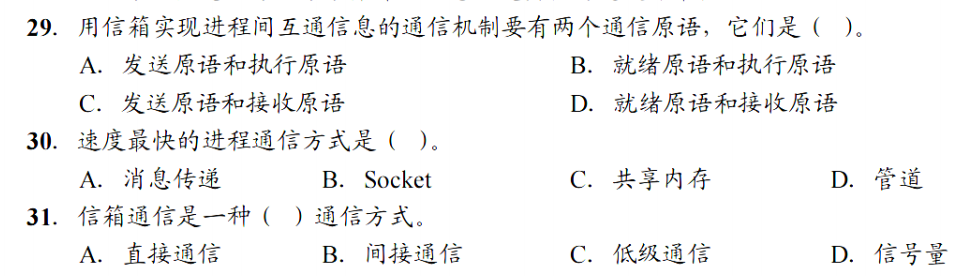 29. 用信箱实现进程间互通信息的通信机制要有两个通信原语，它们是（ ）。
A. 发送原语和执行原语 B. 就绪原语和执行原语
C. 发送原语和接收原语 D. 就绪原语和接收原语
30. 速度最快的进程通信方式是（ ）。
A. 消息传递 B. Socket C. 共享内存 D. 管道
31. 信箱通信是一种（ ）通信方式。
A. 直接通信 B. 间接通信 C. 低级通信 D. 信号量